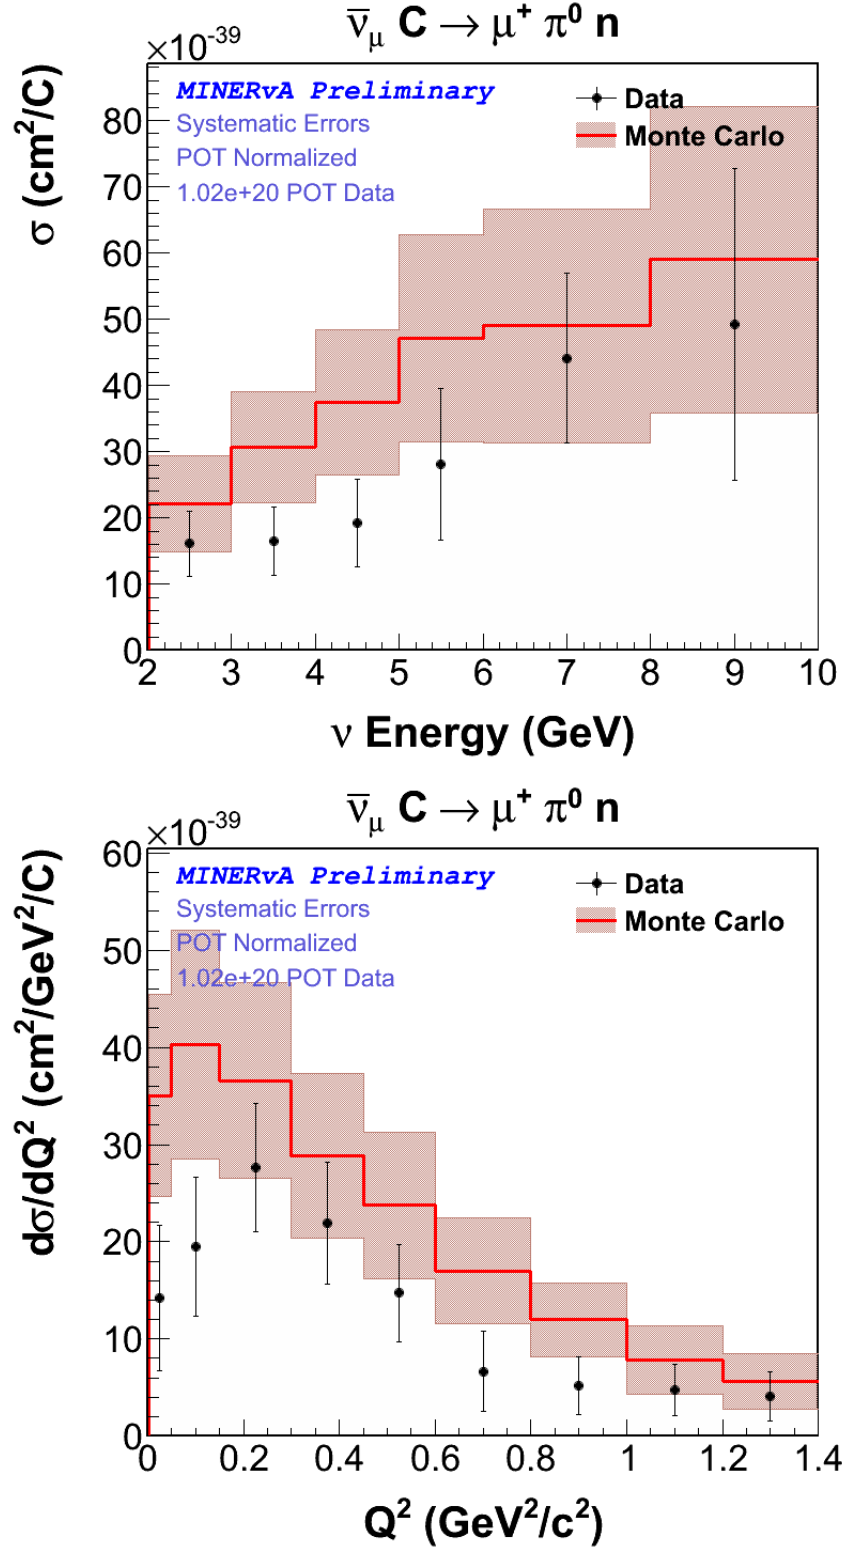 ν̅μ C → μ⁺ π⁰ n
×10⁻³⁹
σ (cm²/C)
MINERvA Preliminary
Systematic Errors
POT Normalized
1.02e+20 POT Data
Data
Monte Carlo
80
70
60
50
40
30
20
10
0
2 3 4 5 6 7 8 9 10
ν Energy (GeV)
ν̅μ C → μ⁺ π⁰ n
×10⁻³⁹
dσ/dQ² (cm²/GeV²/C)
MINERvA Preliminary
Systematic Errors
POT Normalized
1.02e+20 POT Data
Data
Monte Carlo
60
50
40
30
20
10
0
0 0.2 0.4 0.6 0.8 1 1.2 1.4
Q² (GeV²/c²)